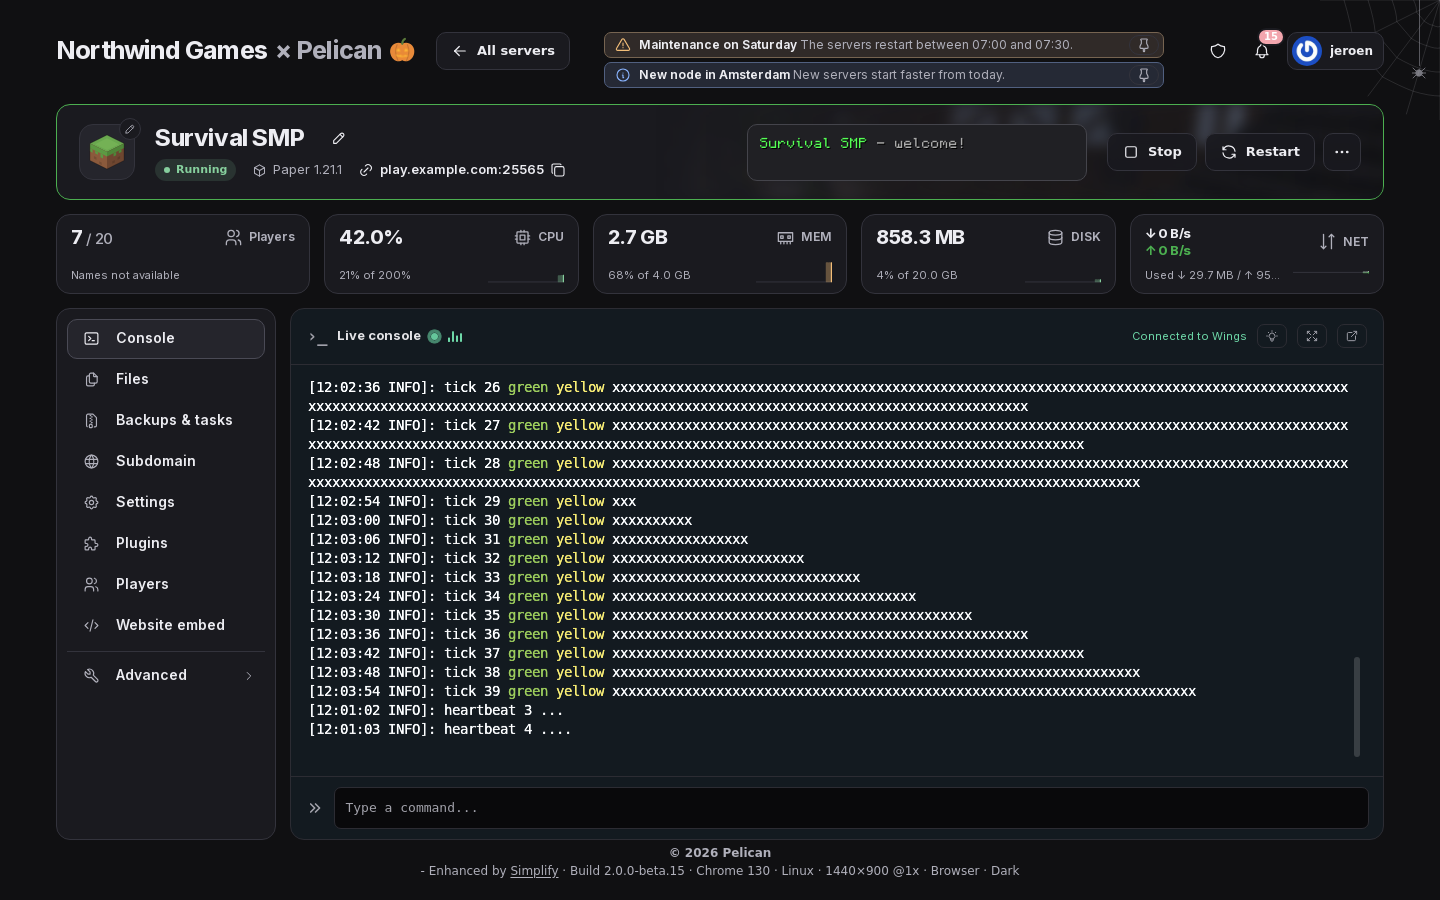 Northwind Games × Pelican
All servers
Maintenance on Saturday The servers restart between 07:00 and 07:30.
New node in Amsterdam New servers start faster from today.
15
jeroen
Survival SMP
Running
Paper 1.21.1
play.example.com:25565
Survival SMP - welcome!
Stop
Restart
7 / 20
Players
Names not available
42.0%
CPU
21% of 200%
2.7 GB
MEM
68% of 4.0 GB
858.3 MB
DISK
4% of 20.0 GB
↓ 0 B/s
↑ 0 B/s
NET
Used ↓ 29.7 MB / ↑ 95...
Console
Files
Backups & tasks
Subdomain
Settings
Plugins
Players
Website embed
Advanced
Live console
Connected to Wings
[12:02:36 INFO]: tick 26 green yellow xxxxxxxxxxxxxxxxxxxxxxxxxxxxxxxxxxxxxxxxxxxxxxxxxxxxxxxxxxxxxxxxxxxxxxxxxxxxxxxxxxxxxxxxxxxx
xxxxxxxxxxxxxxxxxxxxxxxxxxxxxxxxxxxxxxxxxxxxxxxxxxxxxxxxxxxxxxxxxxxxxxxxxxxxxxxxxxxxxxxxxx
[12:02:42 INFO]: tick 27 green yellow xxxxxxxxxxxxxxxxxxxxxxxxxxxxxxxxxxxxxxxxxxxxxxxxxxxxxxxxxxxxxxxxxxxxxxxxxxxxxxxxxxxxxxxxxxxx
xxxxxxxxxxxxxxxxxxxxxxxxxxxxxxxxxxxxxxxxxxxxxxxxxxxxxxxxxxxxxxxxxxxxxxxxxxxxxxxxxxxxxxxxxxxxxxxxx
[12:02:48 INFO]: tick 28 green yellow xxxxxxxxxxxxxxxxxxxxxxxxxxxxxxxxxxxxxxxxxxxxxxxxxxxxxxxxxxxxxxxxxxxxxxxxxxxxxxxxxxxxxxxxxxxx
xxxxxxxxxxxxxxxxxxxxxxxxxxxxxxxxxxxxxxxxxxxxxxxxxxxxxxxxxxxxxxxxxxxxxxxxxxxxxxxxxxxxxxxxxxxxxxxxxxxxxxxx
[12:02:54 INFO]: tick 29 green yellow xxx
[12:03:00 INFO]: tick 30 green yellow xxxxxxxxxx
[12:03:06 INFO]: tick 31 green yellow xxxxxxxxxxxxxxxxx
[12:03:12 INFO]: tick 32 green yellow xxxxxxxxxxxxxxxxxxxxxxxx
[12:03:18 INFO]: tick 33 green yellow xxxxxxxxxxxxxxxxxxxxxxxxxxxxxxx
[12:03:24 INFO]: tick 34 green yellow xxxxxxxxxxxxxxxxxxxxxxxxxxxxxxxxxxxxxx
[12:03:30 INFO]: tick 35 green yellow xxxxxxxxxxxxxxxxxxxxxxxxxxxxxxxxxxxxxxxxxxxxx
[12:03:36 INFO]: tick 36 green yellow xxxxxxxxxxxxxxxxxxxxxxxxxxxxxxxxxxxxxxxxxxxxxxxxxxxx
[12:03:42 INFO]: tick 37 green yellow xxxxxxxxxxxxxxxxxxxxxxxxxxxxxxxxxxxxxxxxxxxxxxxxxxxxxxxxxxx
[12:03:48 INFO]: tick 38 green yellow xxxxxxxxxxxxxxxxxxxxxxxxxxxxxxxxxxxxxxxxxxxxxxxxxxxxxxxxxxxxxxxxxx
[12:03:54 INFO]: tick 39 green yellow xxxxxxxxxxxxxxxxxxxxxxxxxxxxxxxxxxxxxxxxxxxxxxxxxxxxxxxxxxxxxxxxxxxxxxxxx
[12:01:02 INFO]: heartbeat 3 ...
[12:01:03 INFO]: heartbeat 4 ....
Type a command...
© 2026 Pelican
- Enhanced by Simplify · Build 2.0.0-beta.15 · Chrome 130 · Linux · 1440×900 @1x · Browser · Dark